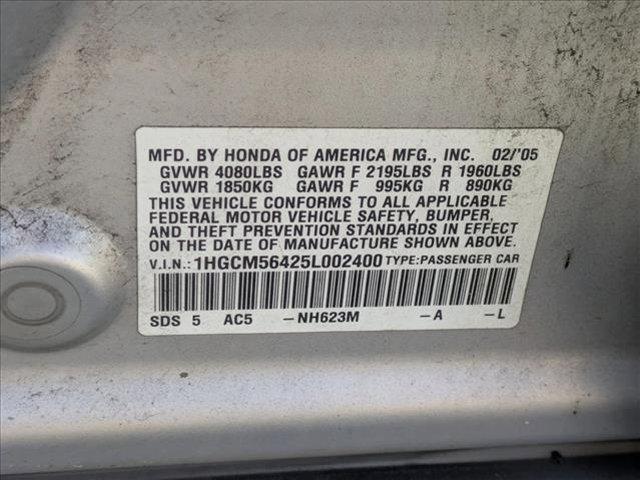 MFD. BY HONDA OF AMERICA MFG., INC. 02/'05
GVWR 4080LBS GAWR F 2195LBS R 1960LBS
GVWR 1850KG GAWR F 995KG R 890KG
THIS VEHICLE CONFORMS TO ALL APPLICABLE
FEDERAL MOTOR VEHICLE SAFETY, BUMPER,
AND THEFT PREVENTION STANDARDS IN EFFECT
ON THE DATE OF MANUFACTURE SHOWN ABOVE.
V.I.N.: 1HGCM56425L002400 TYPE:PASSENGER CAR
SDS 5 AC5 –NH623M –A –L